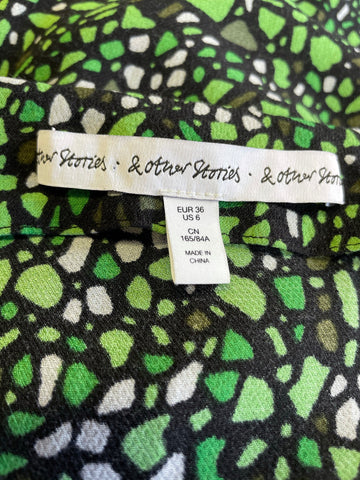 other Stories · & other Stories · & other Stories
EUR 36
US 6
CN
165/84A
MADE IN
CHINA